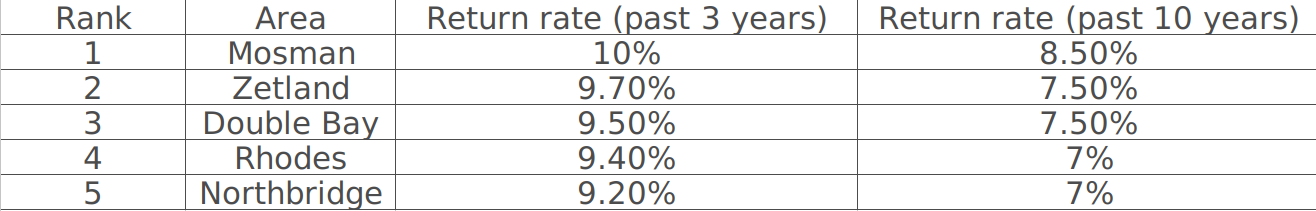 Rank Area Return rate (past 3 years) Return rate (past 10 years)
1 Mosman 10% 8.50%
2 Zetland 9.70% 7.50%
3 Double Bay 9.50% 7.50%
4 Rhodes 9.40% 7%
5 Northbridge 9.20% 7%